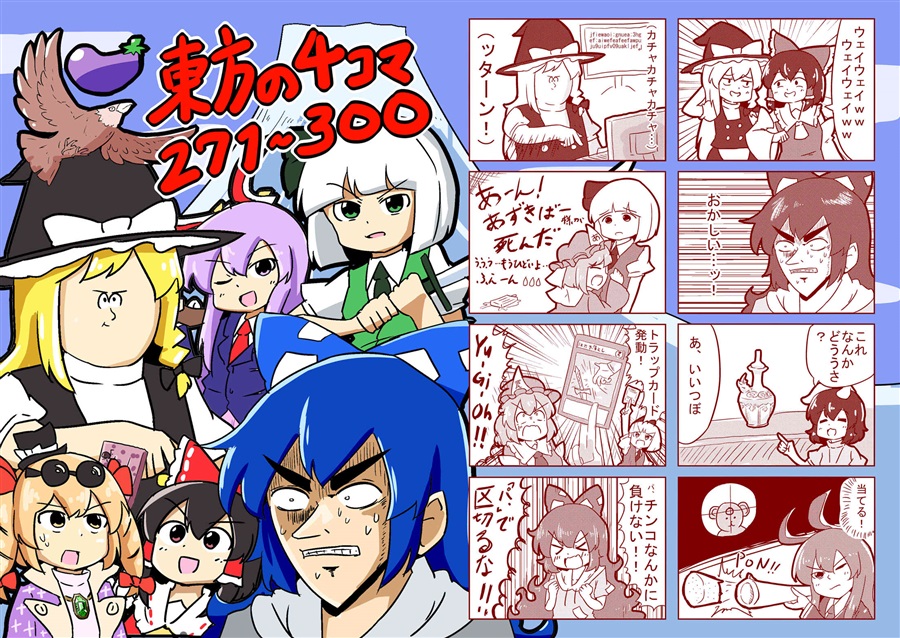 東方の4コマ
271~300
ウェイウェイww
ウェイウェイww
おかしい…ッ!
これ
なんか
どううさ
?
あ、いいつぼ
当てる!
PON!!
カチャカチャカチャ…
(ッターン!)
あーん!
あずきばー様が
死んだ
トラップカード
発動!
Yu-Gi-Oh!!
パ、チンコなんかに
負けない!!
「パ」で
区切るな!!